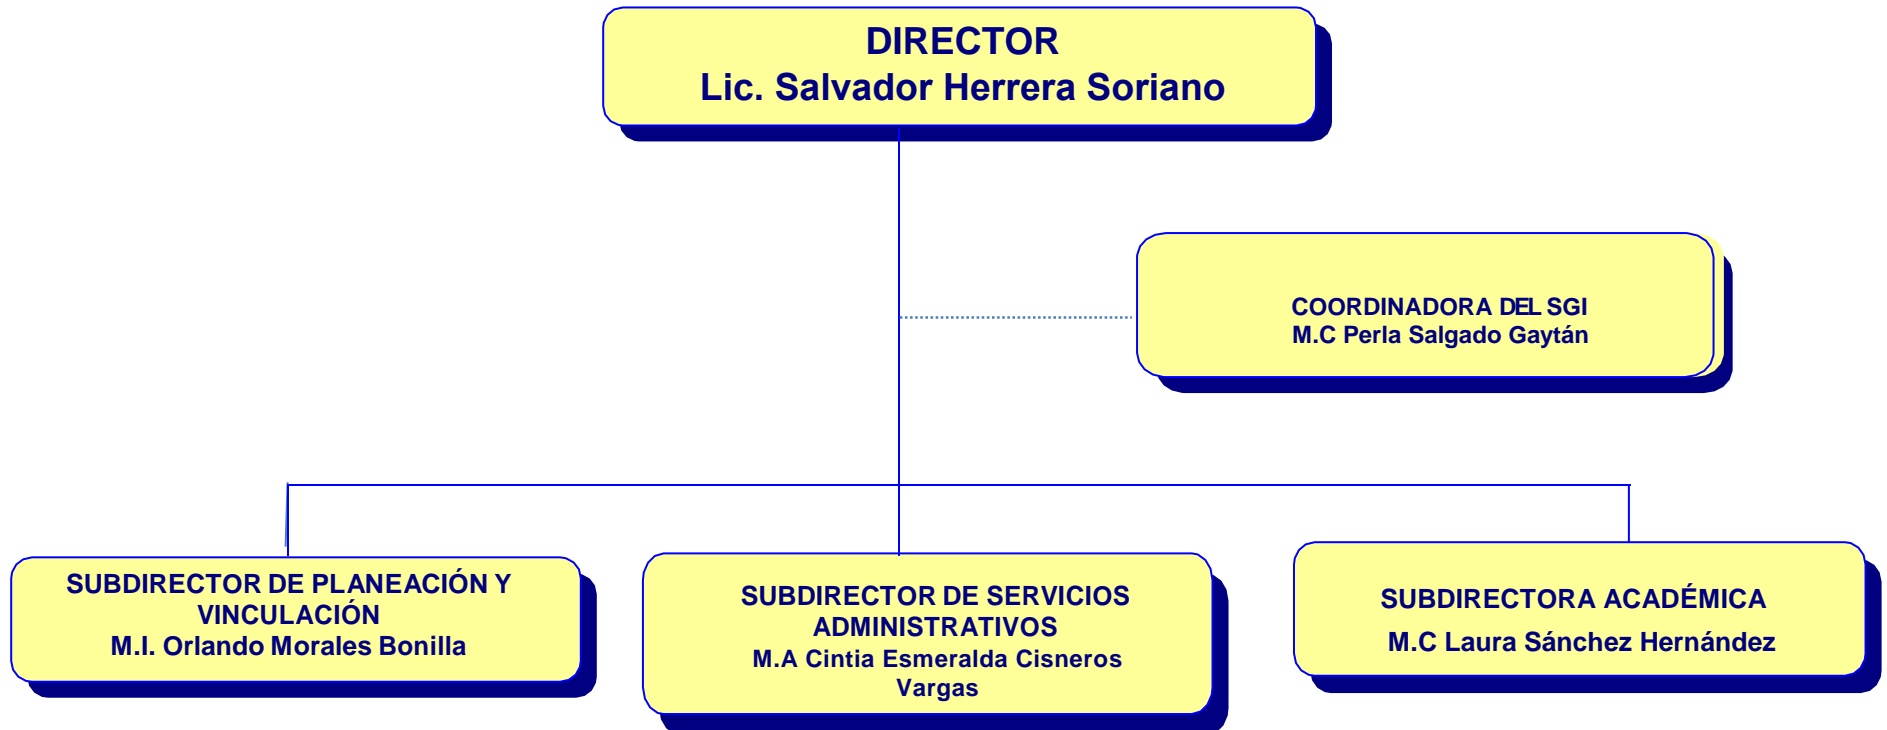 DIRECTOR
Lic. Salvador Herrera Soriano
COORDINADORA DEL SGI
M.C Perla Salgado Gaytán
SUBDIRECTOR DE PLANEACIÓN Y
VINCULACIÓN
M.I. Orlando Morales Bonilla
SUBDIRECTOR DE SERVICIOS
ADMINISTRATIVOS
M.A Cintia Esmeralda Cisneros
Vargas
SUBDIRECTORA ACADÉMICA
M.C Laura Sánchez Hernández